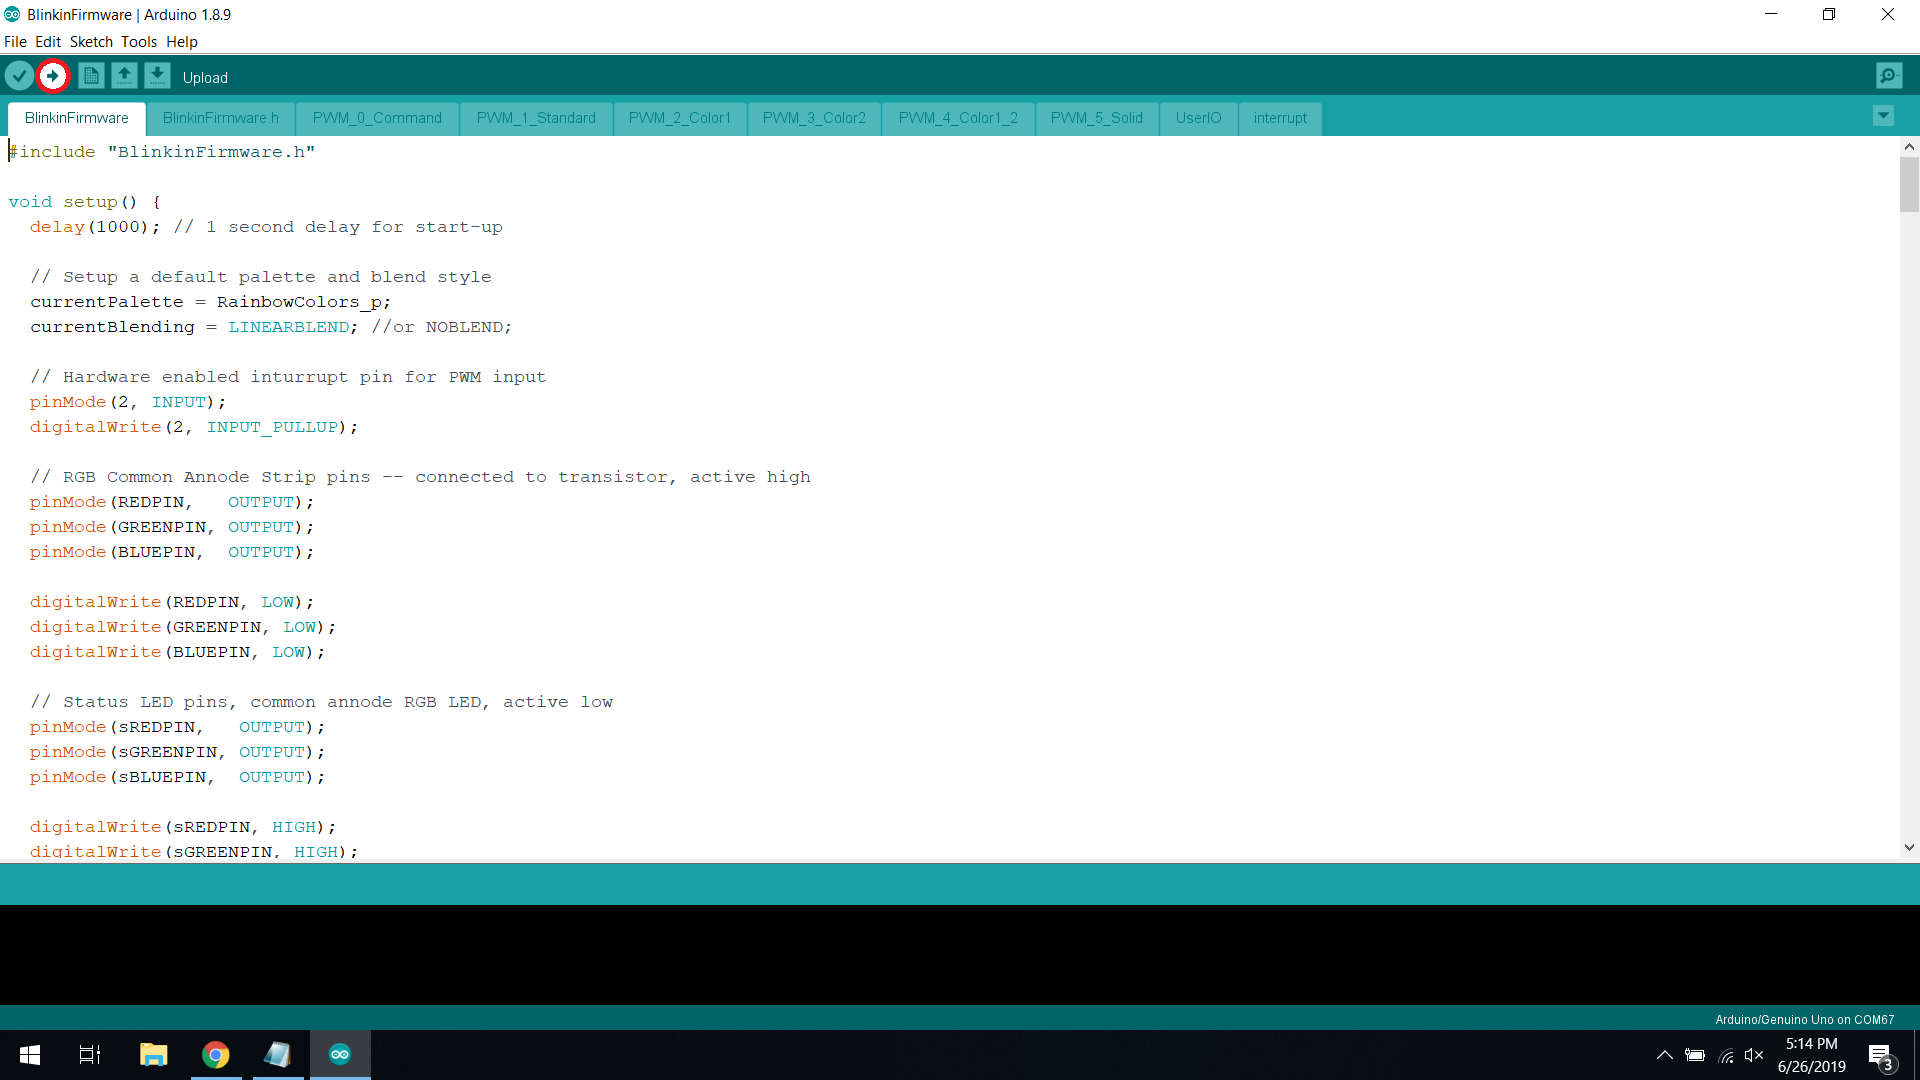 BlinkinFirmware | Arduino 1.8.9
File Edit Sketch Tools Help
Upload
BlinkinFirmware BlinkinFirmware.h PWM_0_Command PWM_1_Standard PWM_2_Color1 PWM_3_Color2 PWM_4_Color1_2 PWM_5_Solid UserIO interrupt
#include "BlinkinFirmware.h"
void setup() {
delay(1000); // 1 second delay for start-up
// Setup a default palette and blend style
currentPalette = RainbowColors_p;
currentBlending = LINEARBLEND; //or NOBLEND;
// Hardware enabled inturrupt pin for PWM input
pinMode(2, INPUT);
digitalWrite(2, INPUT_PULLUP);
// RGB Common Annode Strip pins -- connected to transistor, active high
pinMode(REDPIN,   OUTPUT);
pinMode(GREENPIN, OUTPUT);
pinMode(BLUEPIN,  OUTPUT);
digitalWrite(REDPIN, LOW);
digitalWrite(GREENPIN, LOW);
digitalWrite(BLUEPIN, LOW);
// Status LED pins, common annode RGB LED, active low
pinMode(sREDPIN,   OUTPUT);
pinMode(sGREENPIN, OUTPUT);
pinMode(sBLUEPIN,  OUTPUT);
digitalWrite(sREDPIN, HIGH);
digitalWrite(sGREENPIN, HIGH);
Arduino/Genuino Uno on COM67
5:14 PM
6/26/2019
3